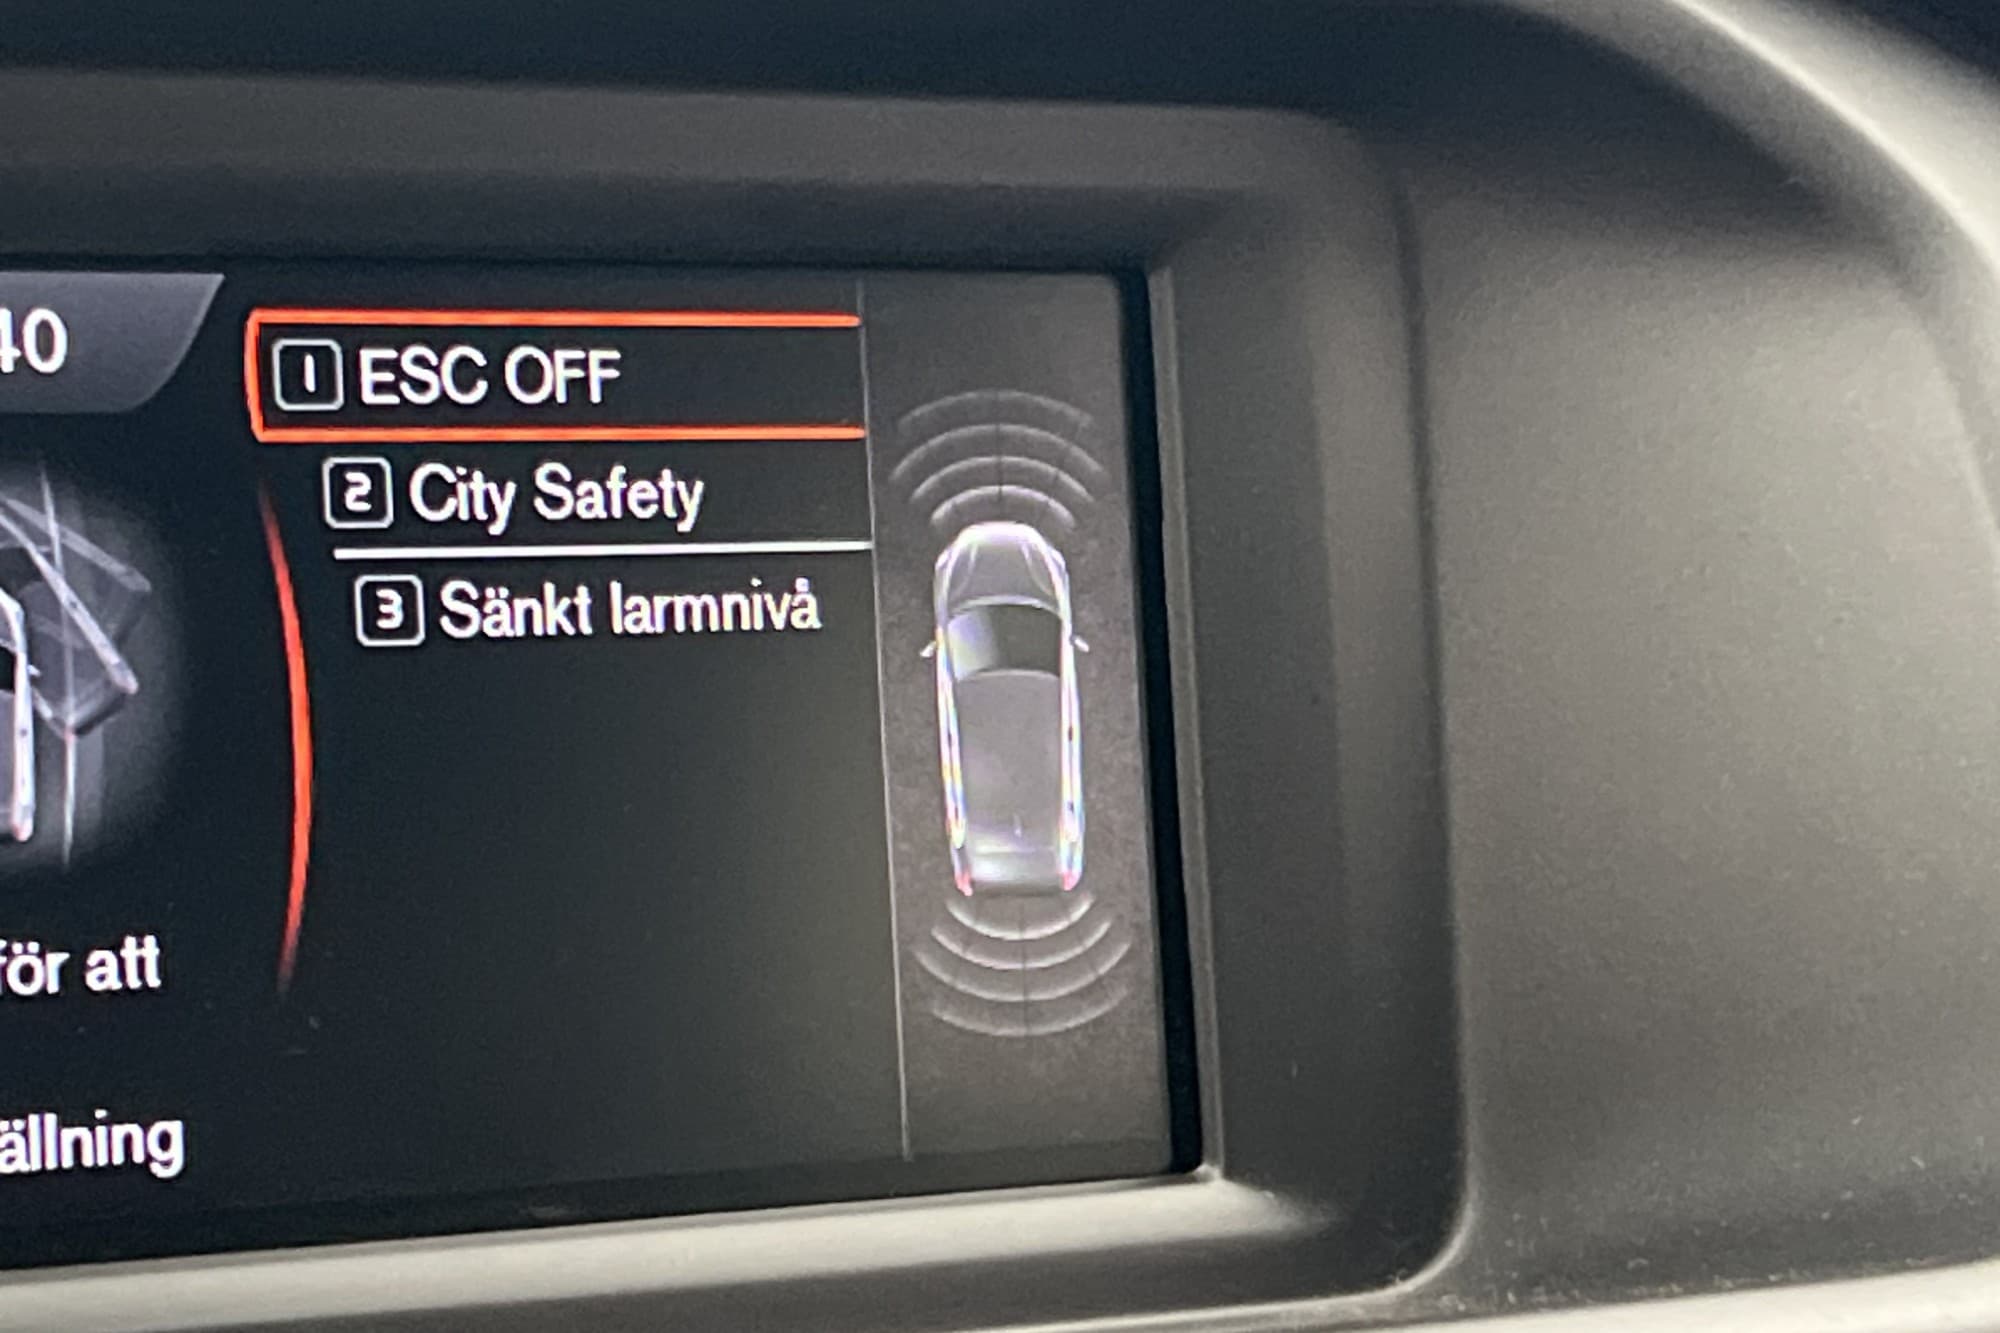 40
1 ESC OFF
2 City Safety
3 Sänkt larmnivå
för att
ällning